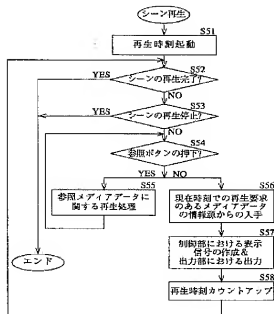 シーン再生
S51
再生時刻起動
S52
YES
シーンの再生完了?
NO
S53
YES
シーンの再生停止?
NO
S54
参照ボタンの押下?
YES
NO
S55
参照メディアデータに
関する再生処理
S56
現在時刻での再生要求
のあるメディアデータ
の情報源からの入手
S57
制御部における表示
信号の作成&
出力部における出力
S58
再生時刻カウントアップ
エンド